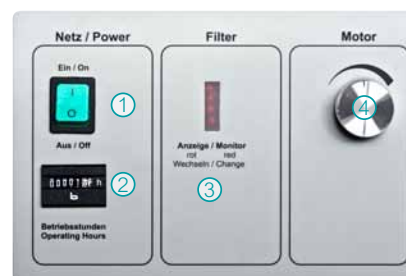 Netz / Power
Ein / On
I
O
1
Aus / Off
2
h
Betriebsstunden
Operating Hours
Filter
Anzeige / Monitor
rot red
Wechseln / Change
3
Motor
4